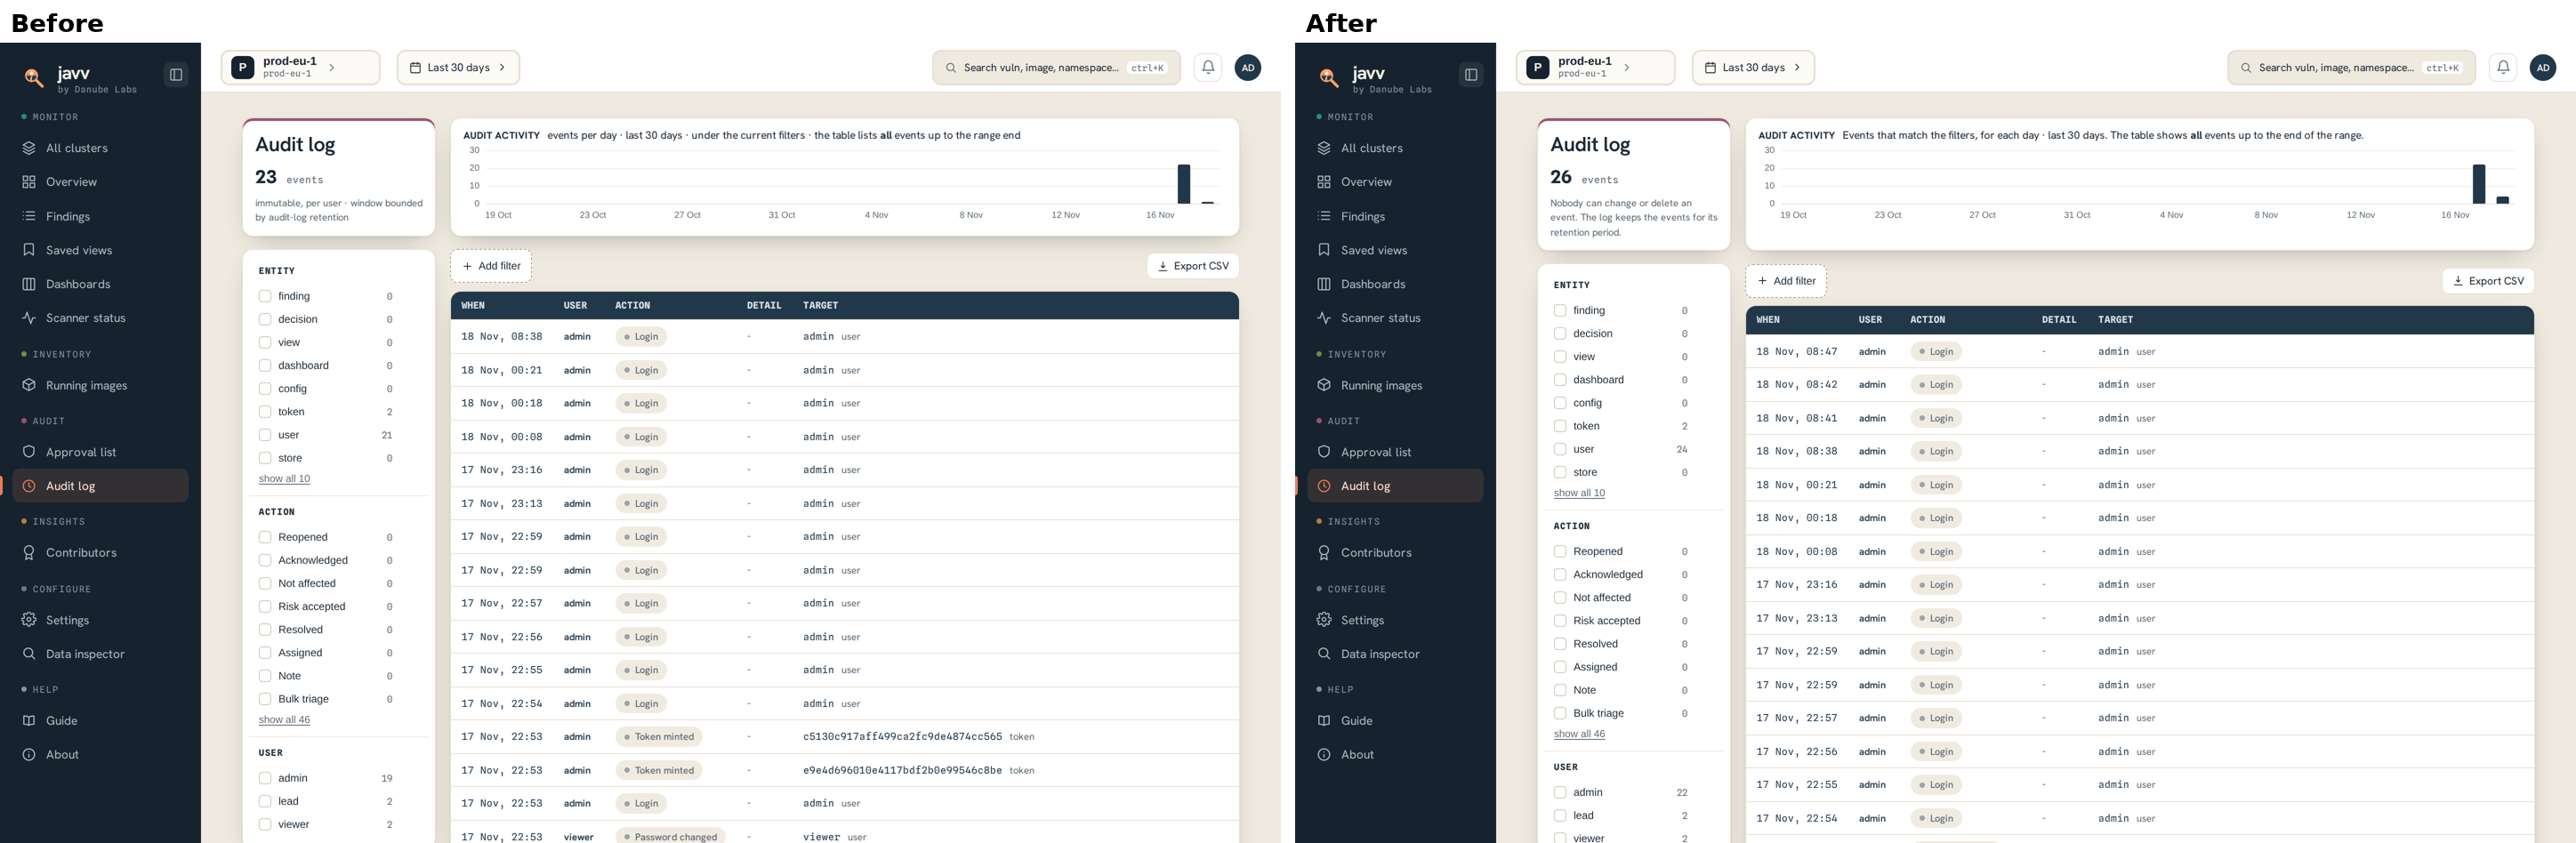 Before
javv
by Danube Labs
MONITOR
All clusters
Overview
Findings
Saved views
Dashboards
Scanner status
INVENTORY
Running images
AUDIT
Approval list
Audit log
INSIGHTS
Contributors
CONFIGURE
Settings
Data inspector
HELP
Guide
About
P prod-eu-1
prod-eu-1
Last 30 days
Search vuln, image, namespace... ctrl+K
AD
Audit log
23 events
immutable, per user · window bounded
by audit-log retention
AUDIT ACTIVITY events per day · last 30 days · under the current filters · the table lists all events up to the range end
30
20
10
0
19 Oct 23 Oct 27 Oct 31 Oct 4 Nov 8 Nov 12 Nov 16 Nov
ENTITY
finding 0
decision 0
view 0
dashboard 0
config 0
token 2
user 21
store 0
show all 10
ACTION
Reopened 0
Acknowledged 0
Not affected 0
Risk accepted 0
Resolved 0
Assigned 0
Note 0
Bulk triage 0
show all 46
USER
admin 19
lead 2
viewer 2
Add filter
Export CSV
WHEN USER ACTION DETAIL TARGET
18 Nov, 08:38 admin Login - admin user
18 Nov, 00:21 admin Login - admin user
18 Nov, 00:18 admin Login - admin user
18 Nov, 00:08 admin Login - admin user
17 Nov, 23:16 admin Login - admin user
17 Nov, 23:13 admin Login - admin user
17 Nov, 22:59 admin Login - admin user
17 Nov, 22:59 admin Login - admin user
17 Nov, 22:57 admin Login - admin user
17 Nov, 22:56 admin Login - admin user
17 Nov, 22:55 admin Login - admin user
17 Nov, 22:54 admin Login - admin user
17 Nov, 22:53 admin Token minted - c5130c917aff499ca2fc9de4874cc565 token
17 Nov, 22:53 admin Token minted - e9e4d696010e4117bdf2b0e99546c8be token
17 Nov, 22:53 admin Login - admin user
17 Nov, 22:53 viewer Password changed - viewer user
After
javv
by Danube Labs
MONITOR
All clusters
Overview
Findings
Saved views
Dashboards
Scanner status
INVENTORY
Running images
AUDIT
Approval list
Audit log
INSIGHTS
Contributors
CONFIGURE
Settings
Data inspector
HELP
Guide
About
P prod-eu-1
prod-eu-1
Last 30 days
Search vuln, image, namespace... ctrl+K
AD
Audit log
26 events
Nobody can change or delete an
event. The log keeps the events for its
retention period.
AUDIT ACTIVITY Events that match the filters, for each day · last 30 days. The table shows all events up to the end of the range.
30
20
10
0
19 Oct 23 Oct 27 Oct 31 Oct 4 Nov 8 Nov 12 Nov 16 Nov
ENTITY
finding 0
decision 0
view 0
dashboard 0
config 0
token 2
user 24
store 0
show all 10
ACTION
Reopened 0
Acknowledged 0
Not affected 0
Risk accepted 0
Resolved 0
Assigned 0
Note 0
Bulk triage 0
show all 46
USER
admin 22
lead 2
viewer 2
Add filter
Export CSV
WHEN USER ACTION DETAIL TARGET
18 Nov, 08:47 admin Login - admin user
18 Nov, 08:42 admin Login - admin user
18 Nov, 08:41 admin Login - admin user
18 Nov, 08:38 admin Login - admin user
18 Nov, 00:21 admin Login - admin user
18 Nov, 00:18 admin Login - admin user
18 Nov, 00:08 admin Login - admin user
17 Nov, 23:16 admin Login - admin user
17 Nov, 23:13 admin Login - admin user
17 Nov, 22:59 admin Login - admin user
17 Nov, 22:59 admin Login - admin user
17 Nov, 22:57 admin Login - admin user
17 Nov, 22:56 admin Login - admin user
17 Nov, 22:55 admin Login - admin user
17 Nov, 22:54 admin Login - admin user